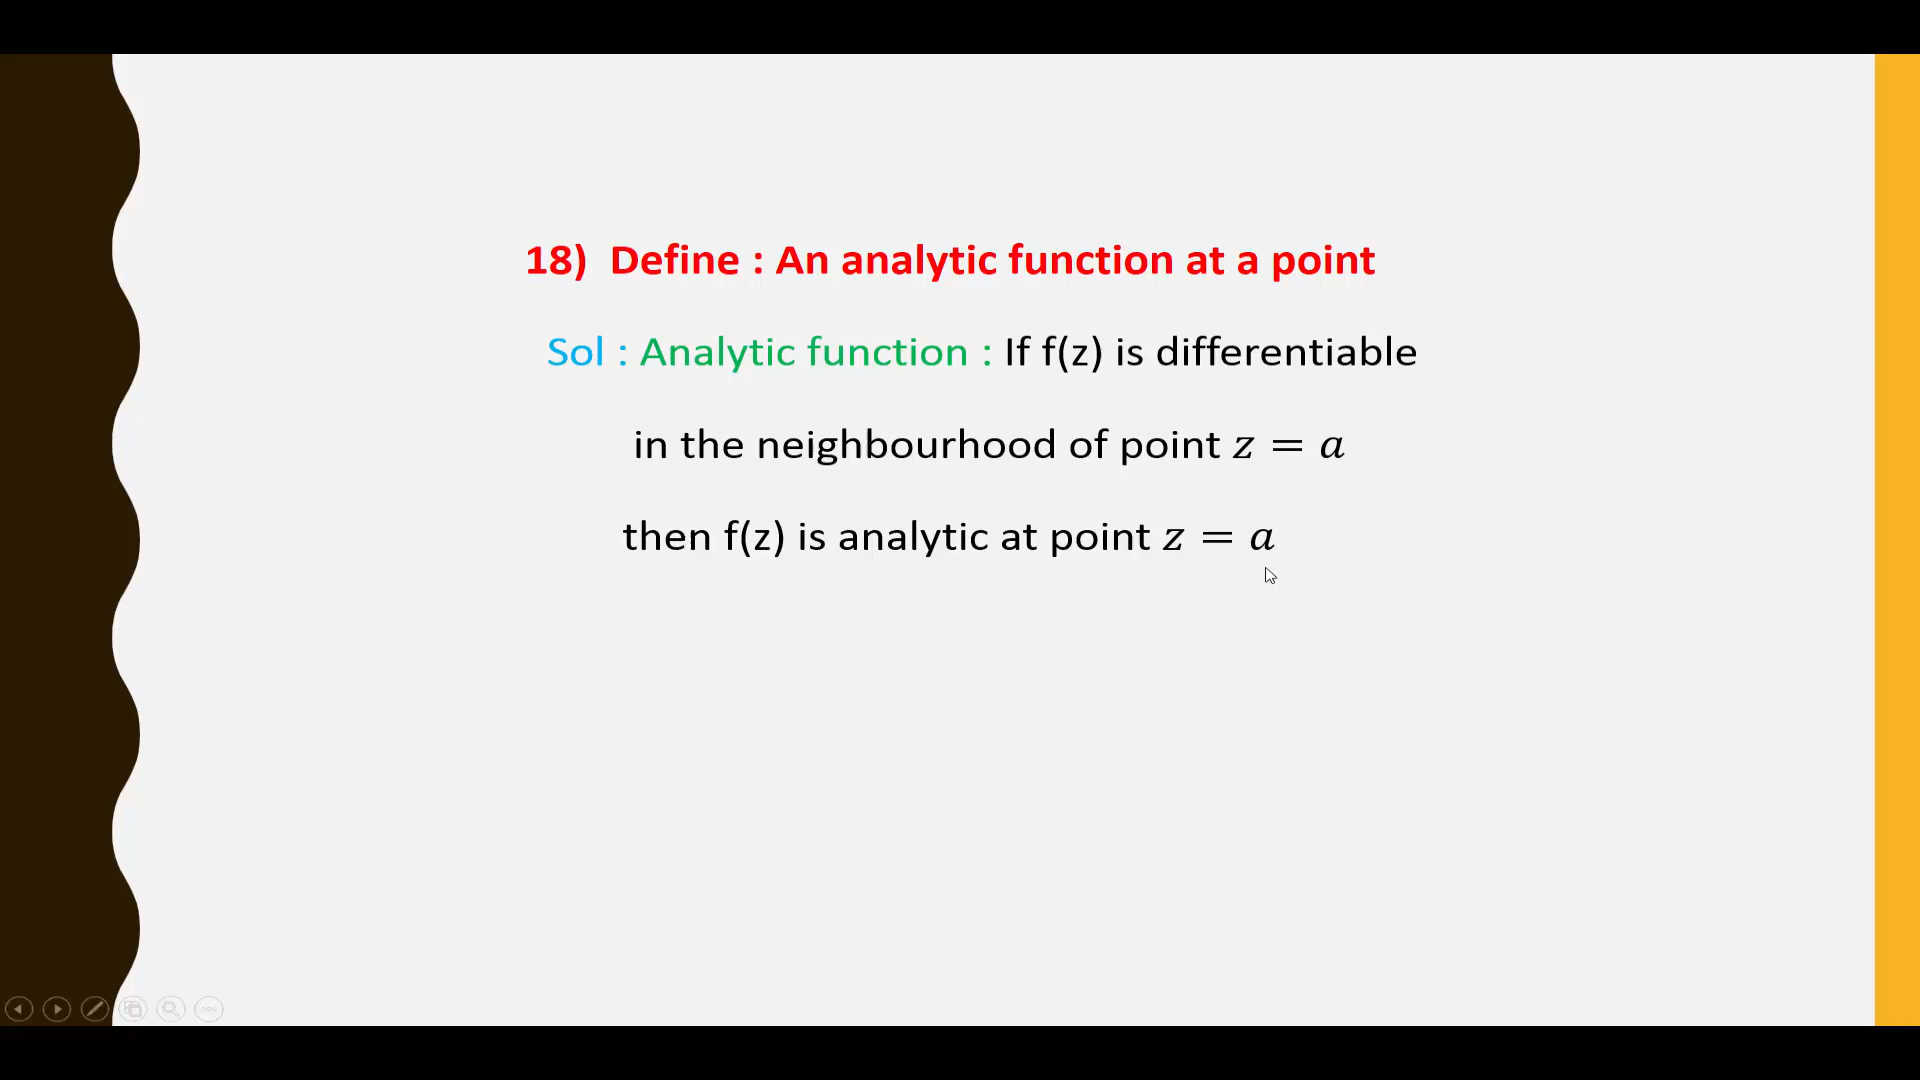 18) Define : An analytic function at a point
Sol : Analytic function : If f(z) is differentiable
in the neighbourhood of point z = a
then f(z) is analytic at point z = a